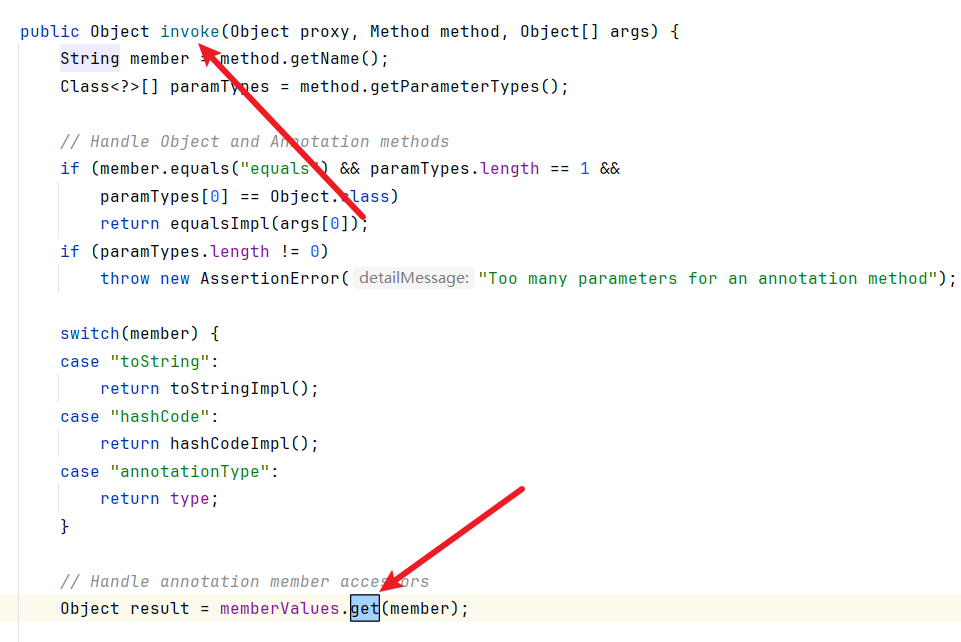 public Object invoke(Object proxy, Method method, Object[] args) {
String member = method.getName();
Class<?>[] paramTypes = method.getParameterTypes();
// Handle Object and Annotation methods
if (member.equals("equals") && paramTypes.length == 1 &&
paramTypes[0] == Object.class)
return equalsImpl(args[0]);
if (paramTypes.length != 0)
throw new AssertionError( detailMessage: "Too many parameters for an annotation method");
switch(member) {
case "toString":
return toStringImpl();
case "hashCode":
return hashCodeImpl();
case "annotationType":
return type;
}
// Handle annotation member accessors
Object result = memberValues.get(member);